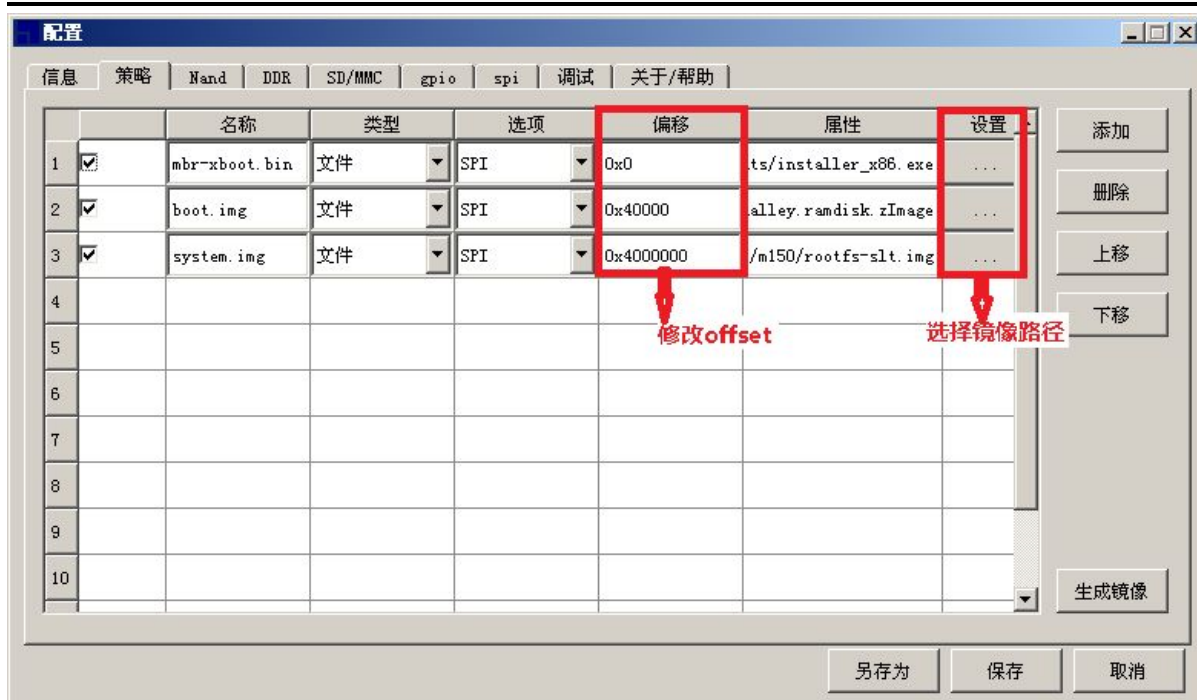 配置
信息 策略 Nand DDR SD/MMC gpio spi 调试 关于/帮助
名称 类型 选项 偏移 属性 设置 添加
1 mbr-xboot.bin 文件 SPI 0x0 ts/installer_x86.exe ...
删除
2 boot.img 文件 SPI 0x40000 alley.ramdisk.zImage ...
3 system.img 文件 SPI 0x4000000 /m150/rootfs-slt.img ... 上移
4
下移
修改offset 选择镜像路径
5
6
7
8
9
10 生成镜像
另存为 保存 取消